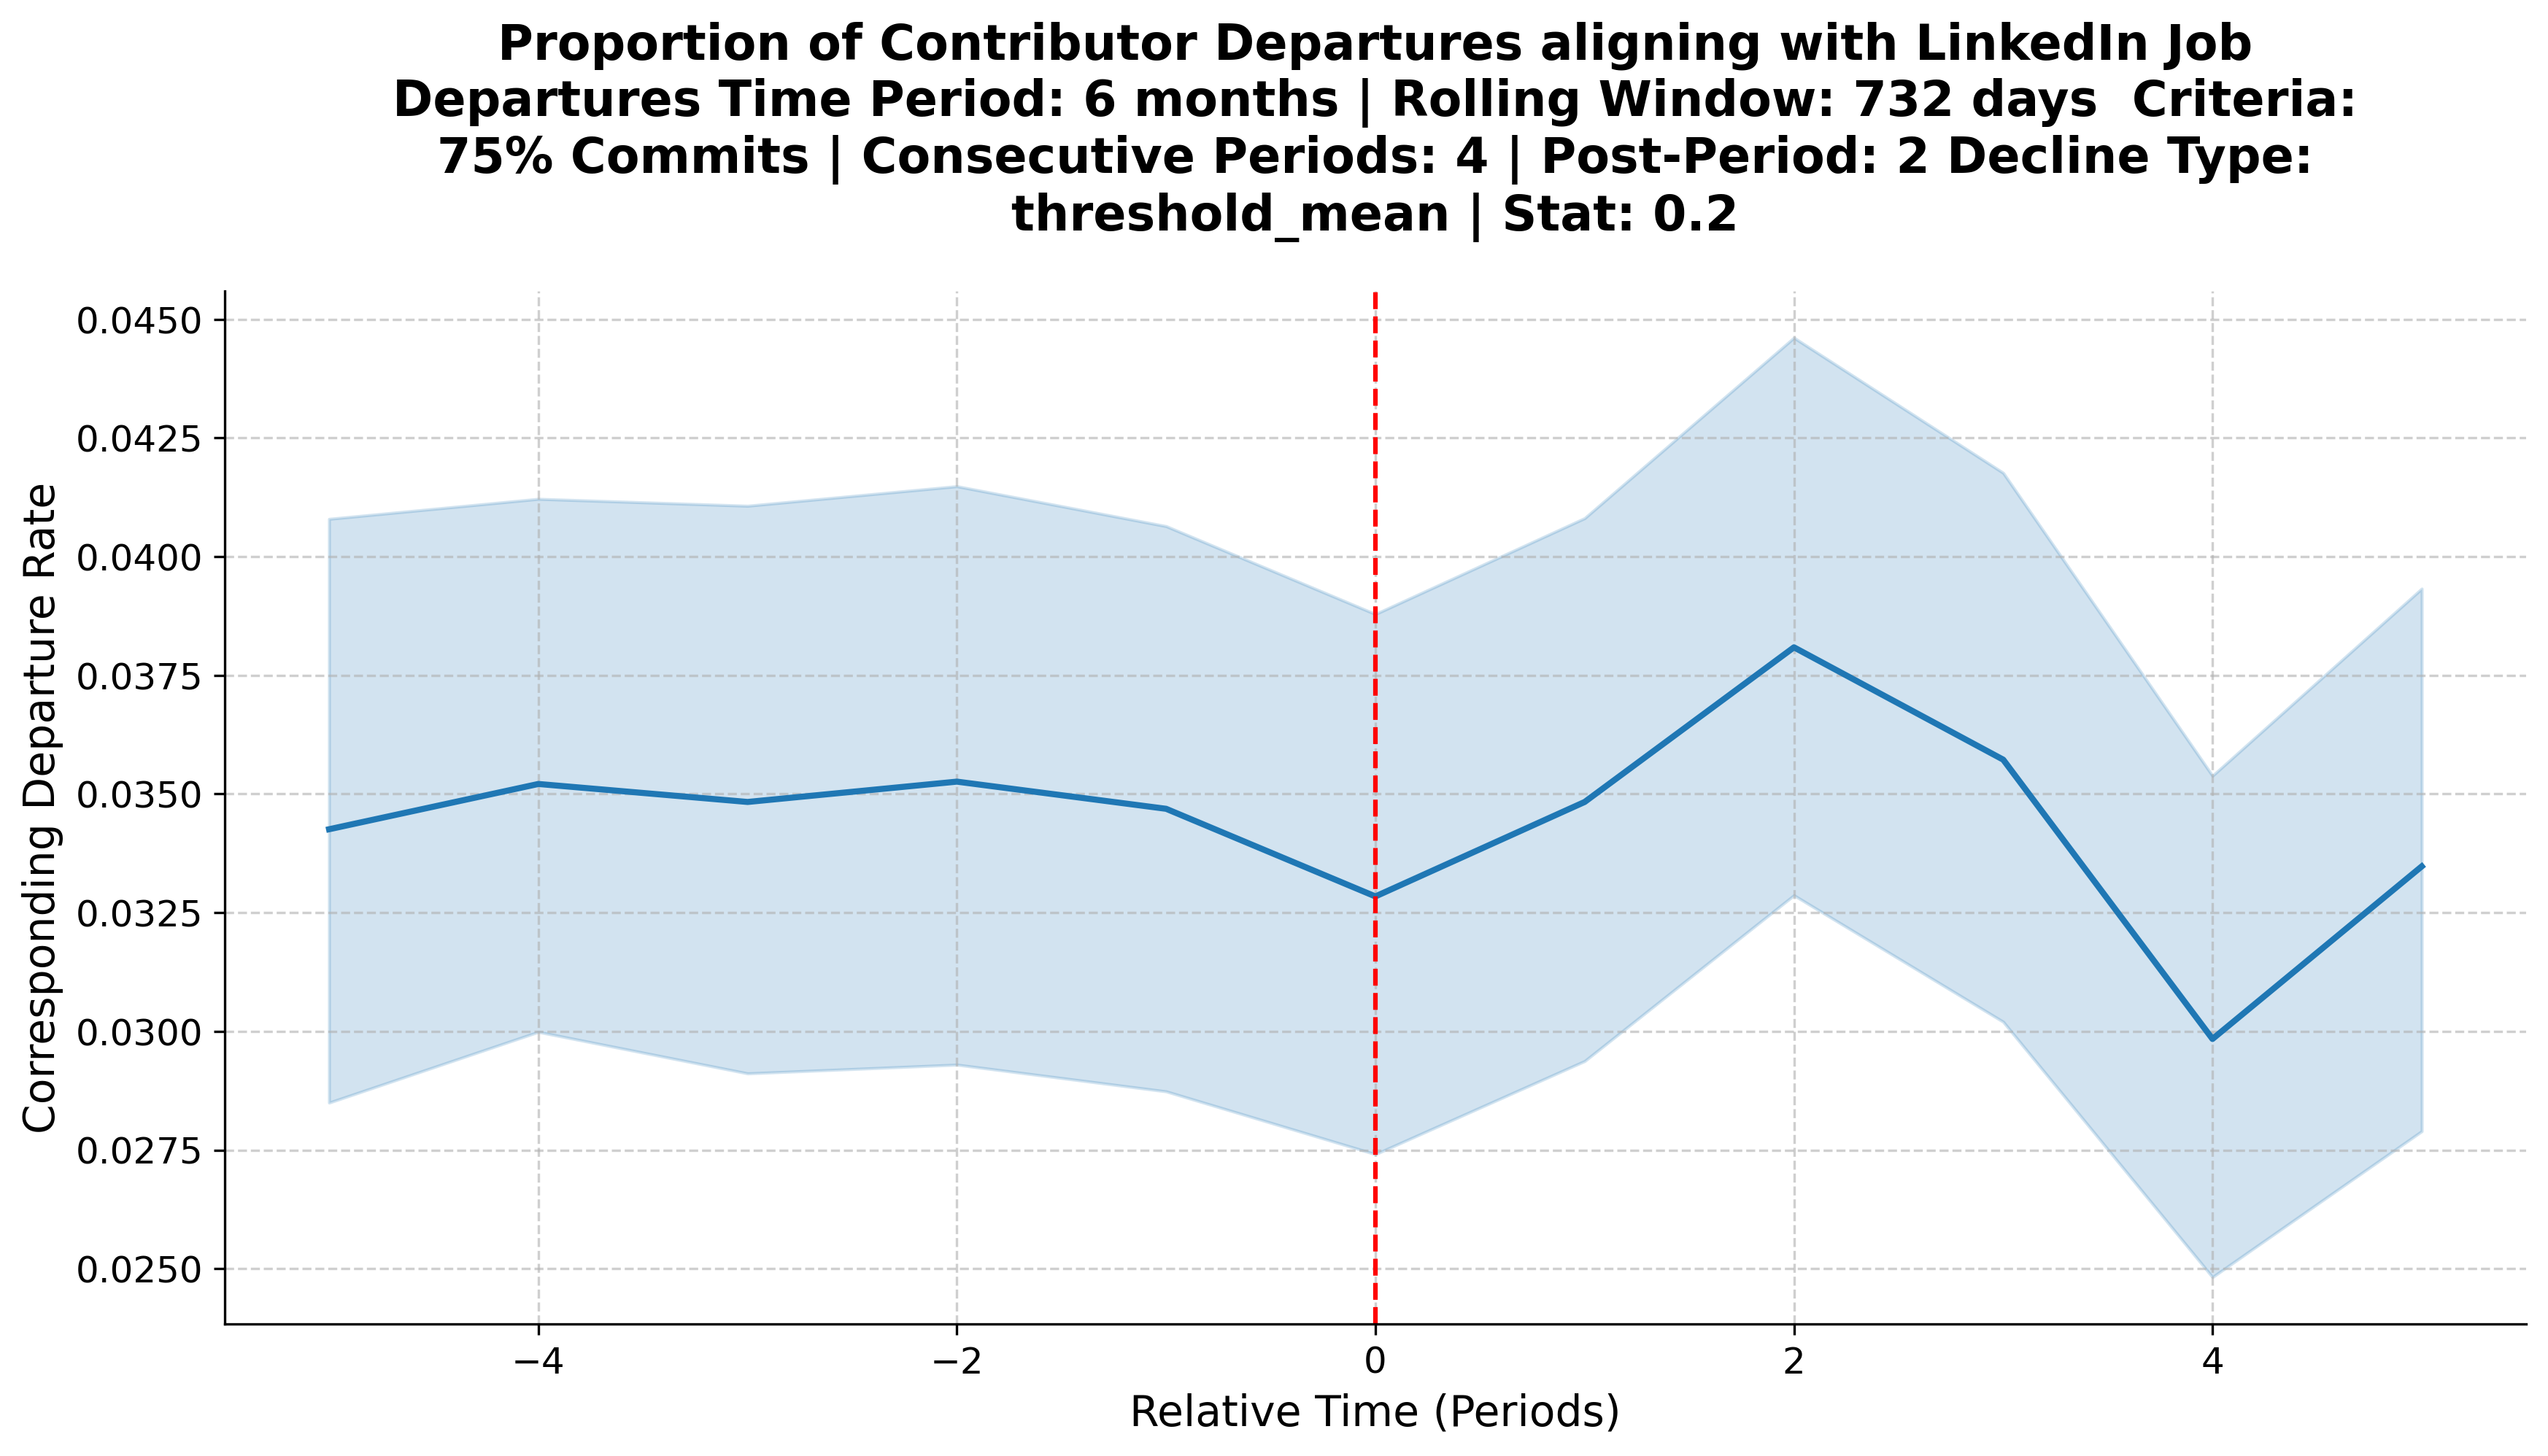 Proportion of Contributor Departures aligning with LinkedIn Job
Departures Time Period: 6 months | Rolling Window: 732 days  Criteria:
75% Commits | Consecutive Periods: 4 | Post-Period: 2 Decline Type:
threshold_mean | Stat: 0.2
Corresponding Departure Rate
0.0450
0.0425
0.0400
0.0375
0.0350
0.0325
0.0300
0.0275
0.0250
−4
−2
0
2
4
Relative Time (Periods)